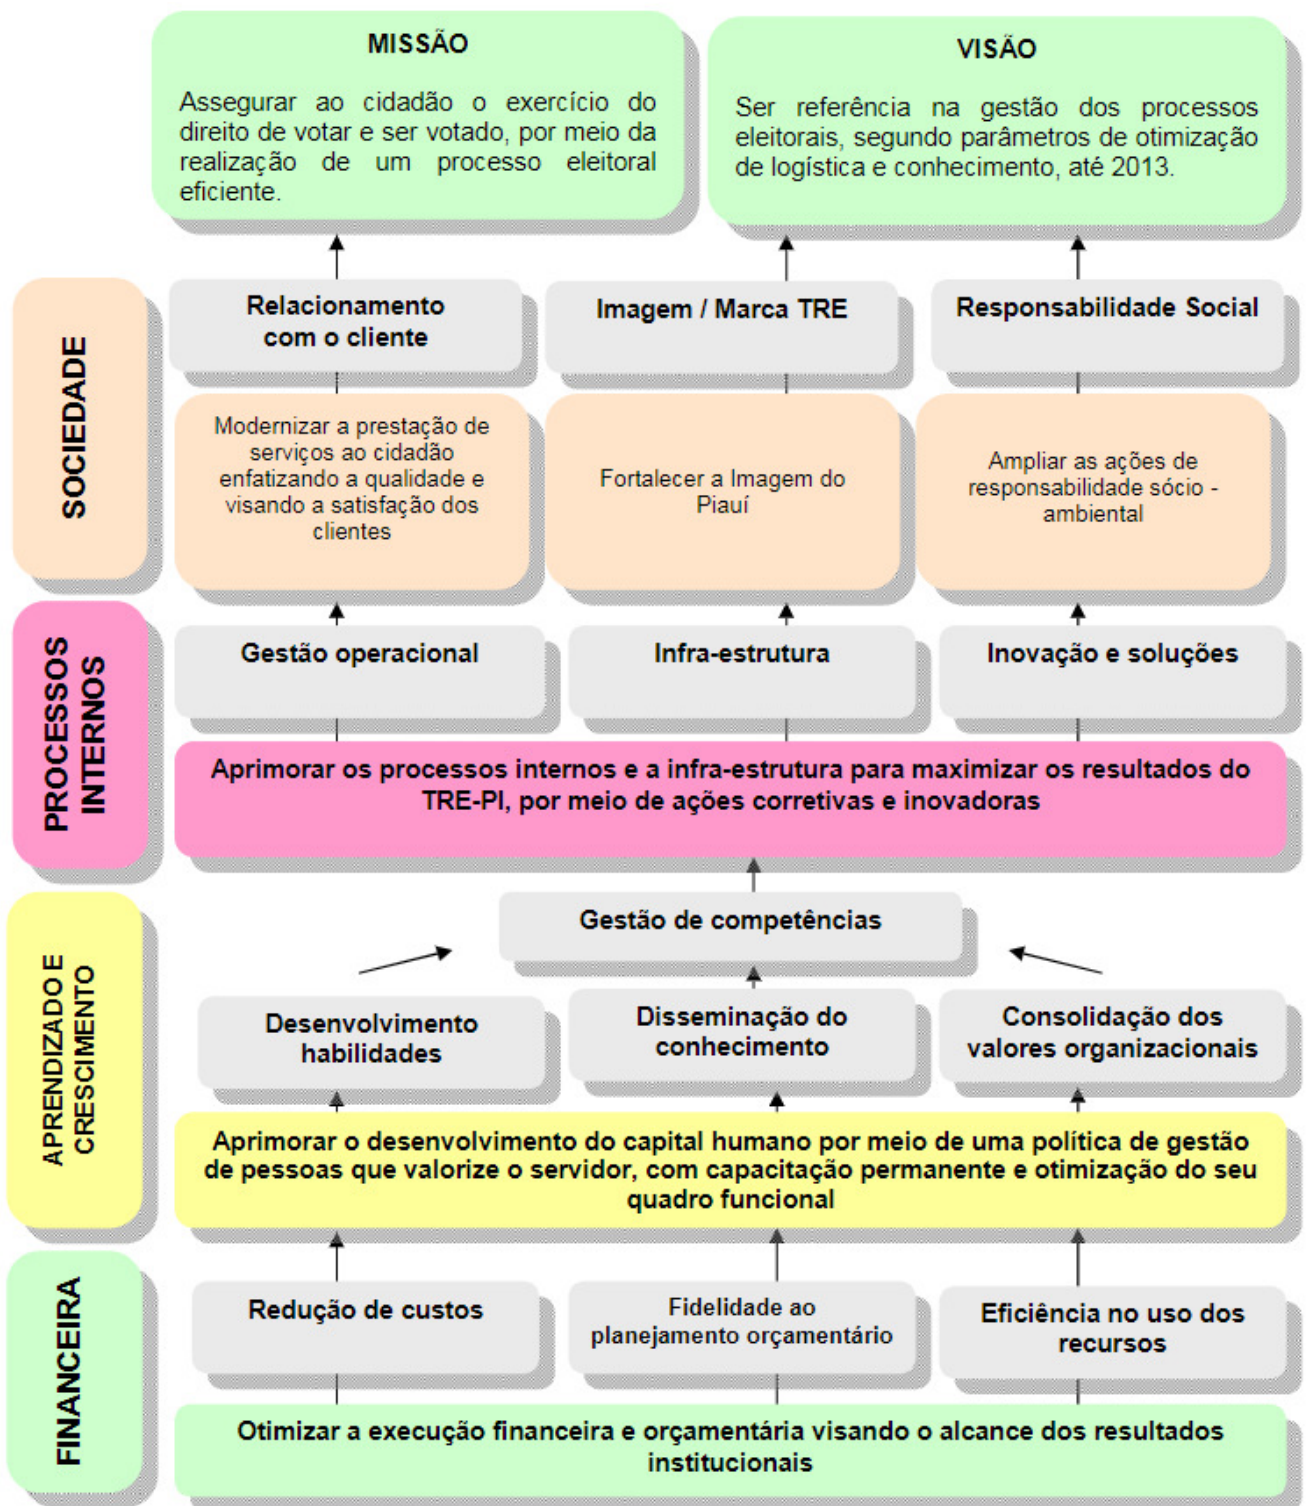 MISSÃO
Assegurar ao cidadão o exercício do
direito de votar e ser votado, por meio da
realização de um processo eleitoral
eficiente.
VISÃO
Ser referência na gestão dos processos
eleitorais, segundo parâmetros de otimização
de logística e conhecimento, até 2013.
SOCIEDADE
Relacionamento
com o cliente
Imagem / Marca TRE
Responsabilidade Social
Modernizar a prestação de
serviços ao cidadão
enfatizando a qualidade e
visando a satisfação dos
clientes
Fortalecer a Imagem do
Piauí
Ampliar as ações de
responsabilidade sócio -
ambiental
PROCESSOS
INTERNOS
Gestão operacional
Infra-estrutura
Inovação e soluções
Aprimorar os processos internos e a infra-estrutura para maximizar os resultados do
TRE-PI, por meio de ações corretivas e inovadoras
APRENDIZADO E
CRESCIMENTO
Gestão de competências
Desenvolvimento
habilidades
Disseminação do
conhecimento
Consolidação dos
valores organizacionais
Aprimorar o desenvolvimento do capital humano por meio de uma política de gestão
de pessoas que valorize o servidor, com capacitação permanente e otimização do seu
quadro funcional
FINANCEIRA
Redução de custos
Fidelidade ao
planejamento orçamentário
Eficiência no uso dos
recursos
Otimizar a execução financeira e orçamentária visando o alcance dos resultados
institucionais